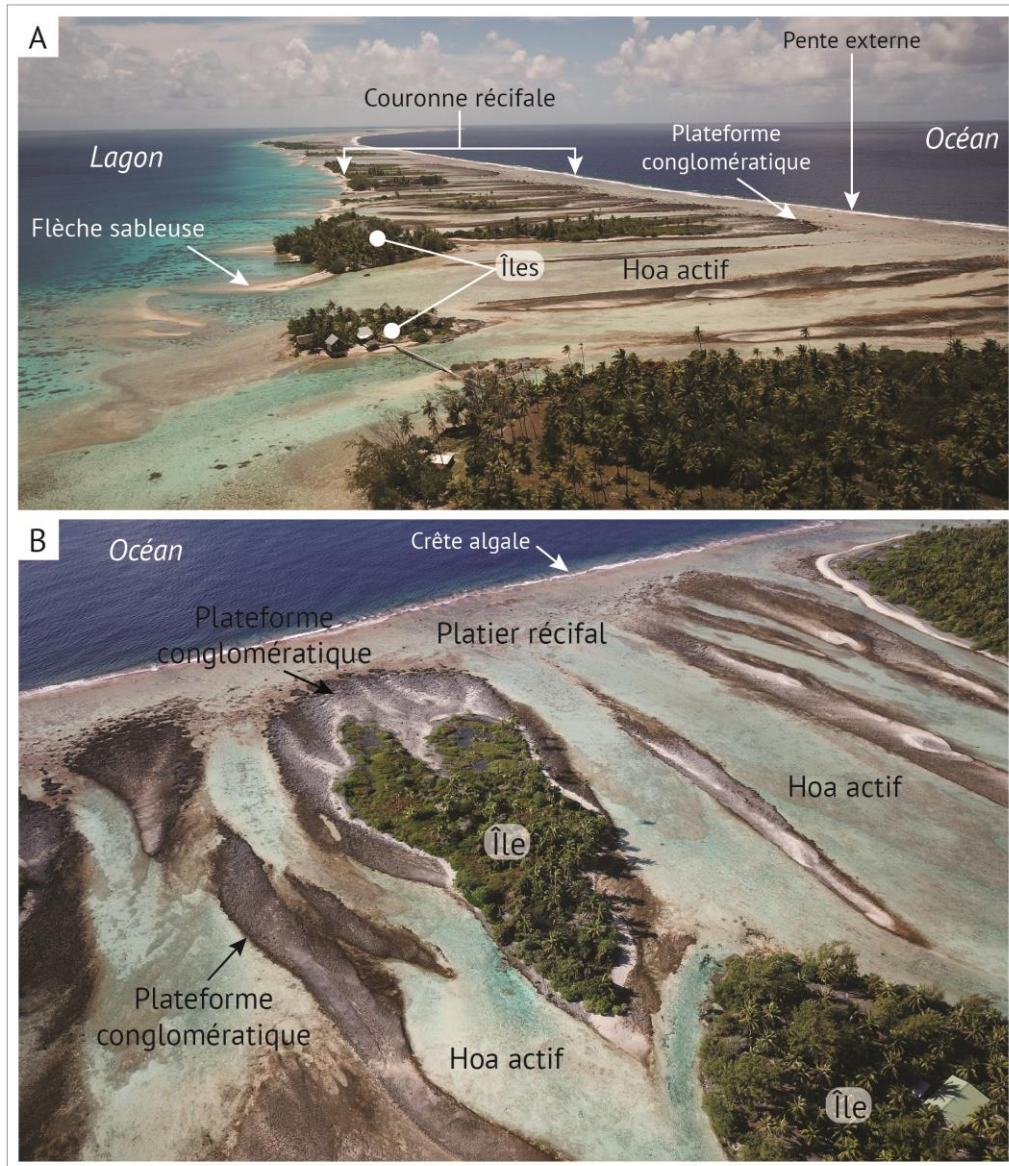 A
Pente externe
Couronne récifale
Lagon
Plateforme
conglomératique
Océan
Flèche sableuse
Îles
Hoa actif
B
Océan
Crête algale
Plateforme
conglomératique
Platier récifal
Hoa actif
Île
Plateforme
conglomératique
Hoa actif
Île